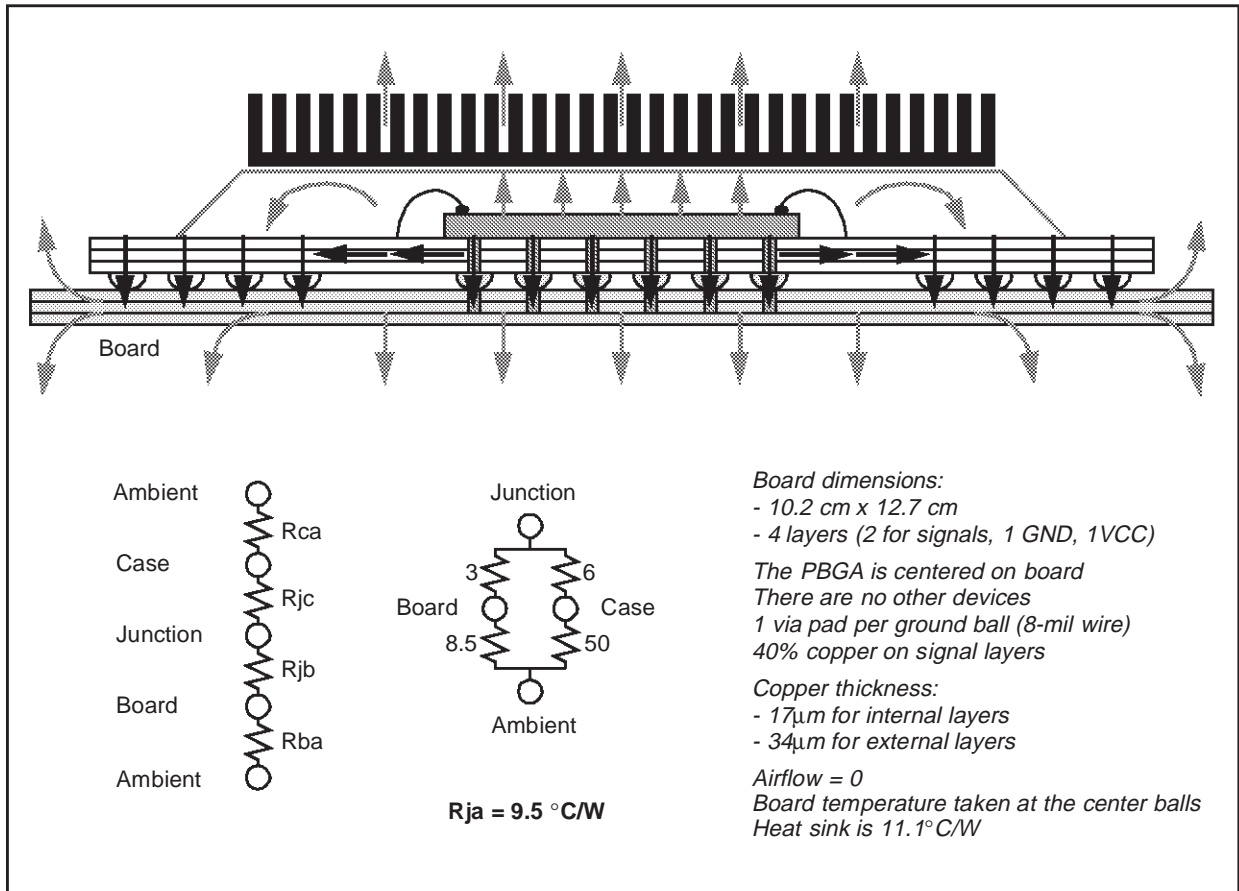 Board
Ambient
Rca
Case
Rjc
Junction
Rjb
Board
Rba
Ambient
Junction
3
6
Board
Case
8.5
50
Ambient
Rja = 9.5 °C/W
Board dimensions:
- 10.2 cm x 12.7 cm
- 4 layers (2 for signals, 1 GND, 1VCC)
The PBGA is centered on board
There are no other devices
1 via pad per ground ball (8-mil wire)
40% copper on signal layers
Copper thickness:
- 17µm for internal layers
- 34µm for external layers
Airflow = 0
Board temperature taken at the center balls
Heat sink is 11.1°C/W